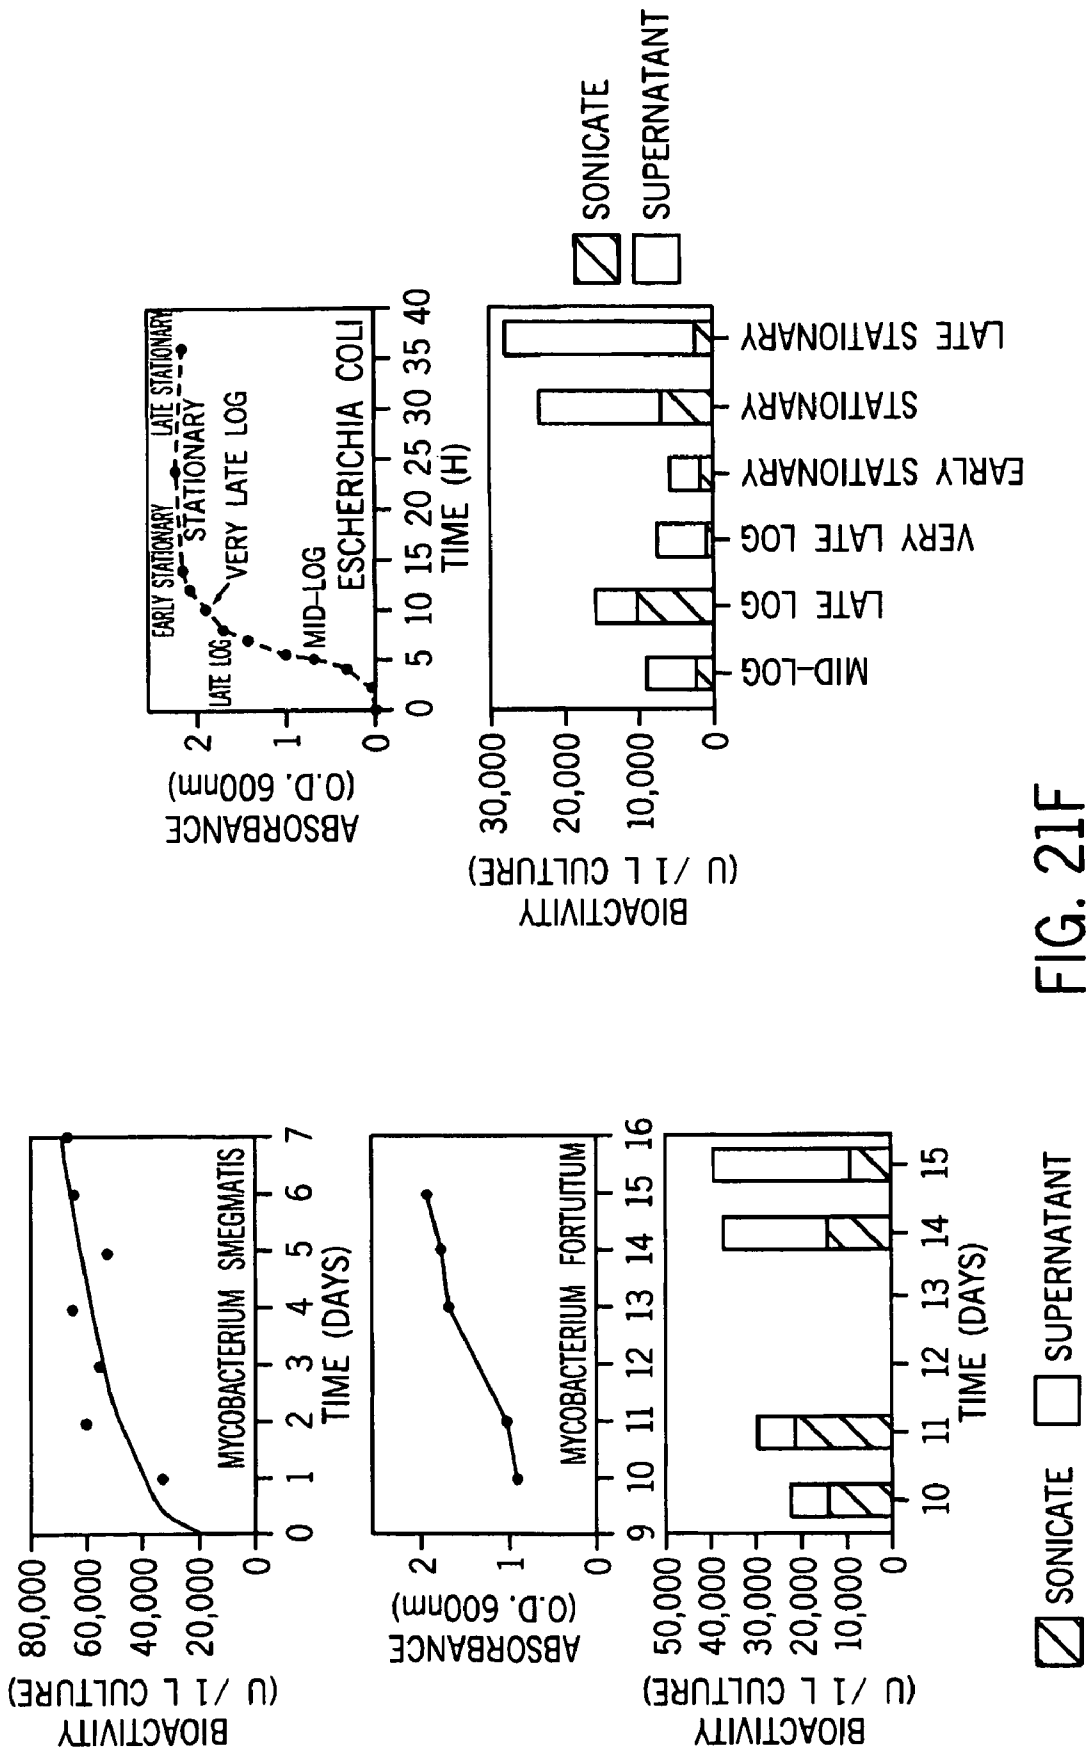 80,000
60,000
40,000
20,000
0
BIOACTIVITY
(U /1 L CULTURE)
MYCOBACTERIUM SMEGMATIS
0 1 2 3 4 5 6 7
TIME (DAYS)
2
1
0
ABSORBANCE
(O.D. 600nm)
MYCOBACTERIUM FORTUITUM
9 10 11 12 13 14 15 16
50,000
40,000
30,000
20,000
10,000
0
BIOACTIVITY
(U /1 L CULTURE)
10 11 12 13 14 15
TIME (DAYS)
SONICATE
SUPERNATANT
2
1
0
ABSORBANCE
(O.D. 600nm)
EARLY STATIONARY
LATE STATIONARY
STATIONARY
VERY LATE LOG
LATE LOG
MID-LOG
ESCHERICHIA COLI
0 5 10 15 20 25 30 35 40
TIME (H)
30,000
20,000
10,000
0
BIOACTIVITY
(U /1 L CULTURE)
MID-LOG
LATE LOG
VERY LATE LOG
EARLY STATIONARY
STATIONARY
LATE STATIONARY
SONICATE
SUPERNATANT
FIG. 21F